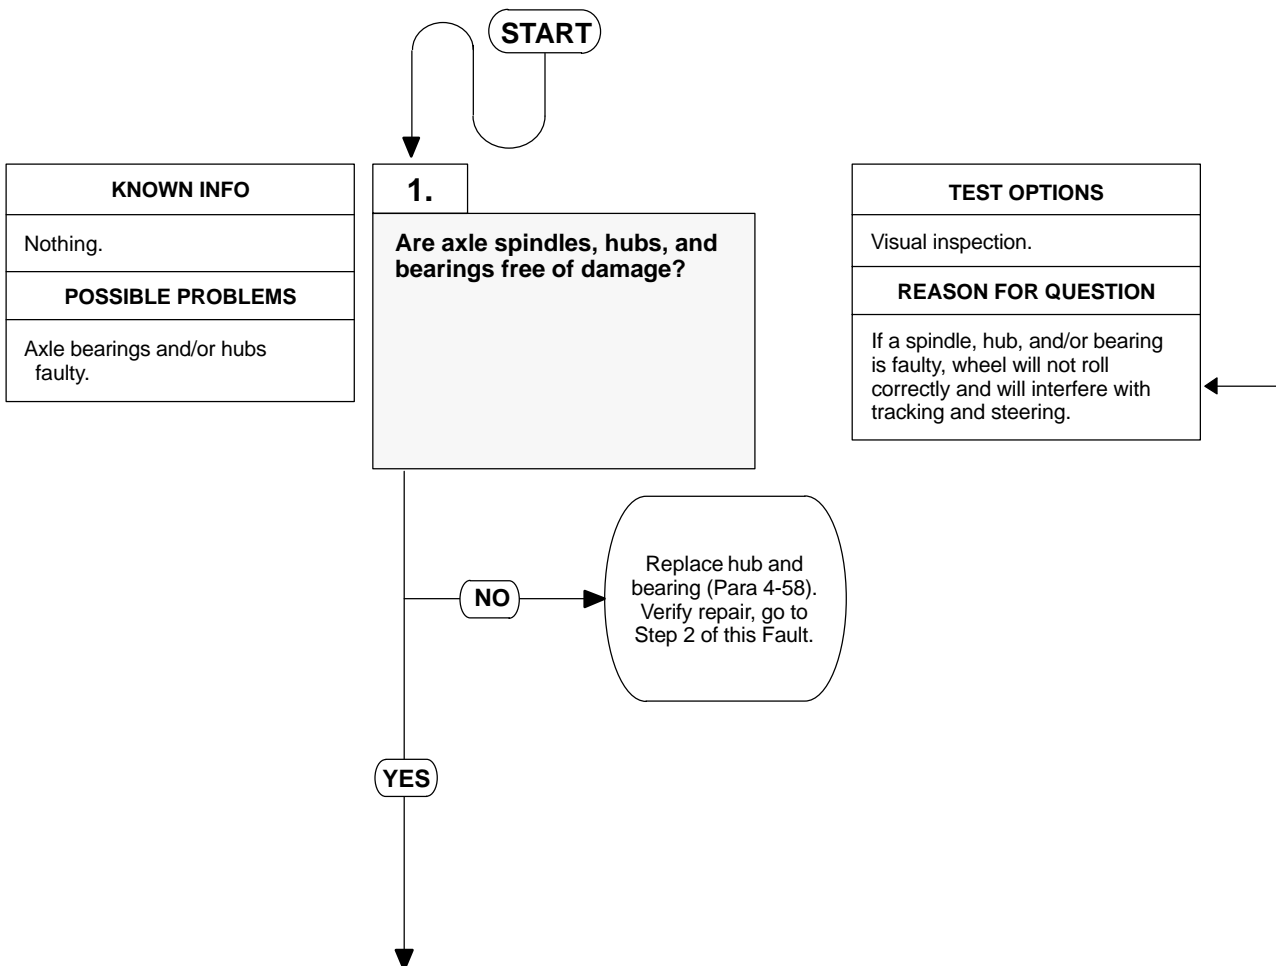 START
KNOWN INFO
Nothing.
POSSIBLE PROBLEMS
Axle bearings and/or hubs
faulty.
1.
Are axle spindles, hubs, and
bearings free of damage?
TEST OPTIONS
Visual inspection.
REASON FOR QUESTION
If a spindle, hub, and/or bearing
is faulty, wheel will not roll
correctly and will interfere with
tracking and steering.
NO
Replace hub and
bearing (Para 4-58).
Verify repair, go to
Step 2 of this Fault.
YES